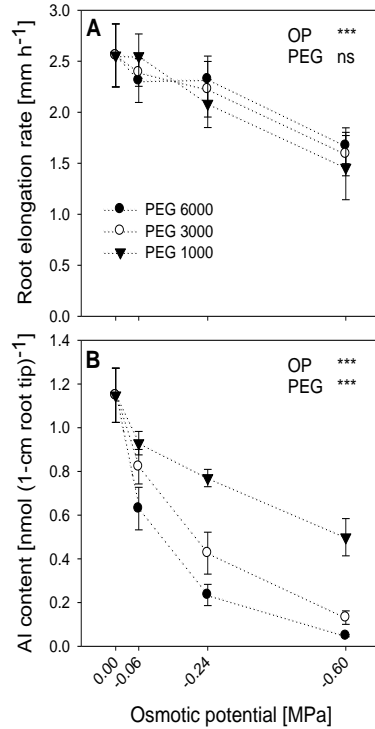 A
OP ***
PEG ns
Root elongation rate [mm h-1]
3.0
2.5
2.0
1.5
1.0
0.5
0.0
PEG 6000
PEG 3000
PEG 1000
B
OP ***
PEG ***
Al content [nmol (1-cm root tip)-1]
1.4
1.2
1.0
0.8
0.6
0.4
0.2
0.0
0.00
-0.06
-0.24
-0.60
Osmotic potential [MPa]